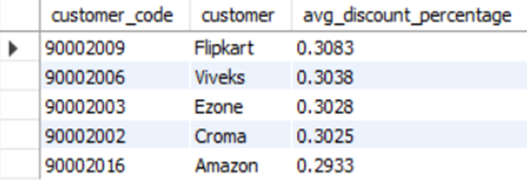 customer_code customer avg_discount_percentage
90002009 Flipkart 0.3083
90002006 Viveks 0.3038
90002003 Ezone 0.3028
90002002 Croma 0.3025
90002016 Amazon 0.2933